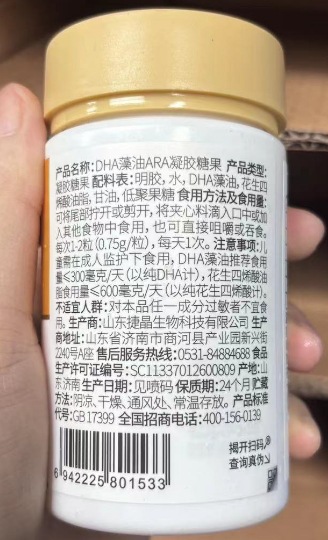 产品名称:DHA藻油ARA凝胶糖果 产品类型:
凝胶糖果 配料表:明胶,水,DHA藻油,花生四
烯酸油脂,甘油,低聚果糖 食用方法及食用量:
可将尾部拧开或剪开,将夹心料滴入口中或加
入其他食物中食用,也可直接咀嚼或吞食。
每次1-2粒(0.75g/粒),每天1次。注意事项:儿
童需在成人监护下食用,DHA藻油推荐食用
量≤300毫克/天(以纯DHA计),花生四烯酸油
脂食用量≤600毫克/天(以纯花生四烯酸计)。
不适宜人群:对本品任一成分过敏者不宜食
用。生产商:山东捷晶生物科技有限公司 生产
商地址:山东省济南市商河县产业园新兴街
2240号A座 售后服务热线:0531-84884688 食品
生产许可证编号:SC11337012600809 产地:山
东济南 生产日期:见喷码 保质期:24个月 贮藏
方法:阴凉、干燥、通风处、常温存放。产品标准
代号:GB 17399 全国招商电话:400-156-0139
揭开扫码
查询真伪
6 942225 801533